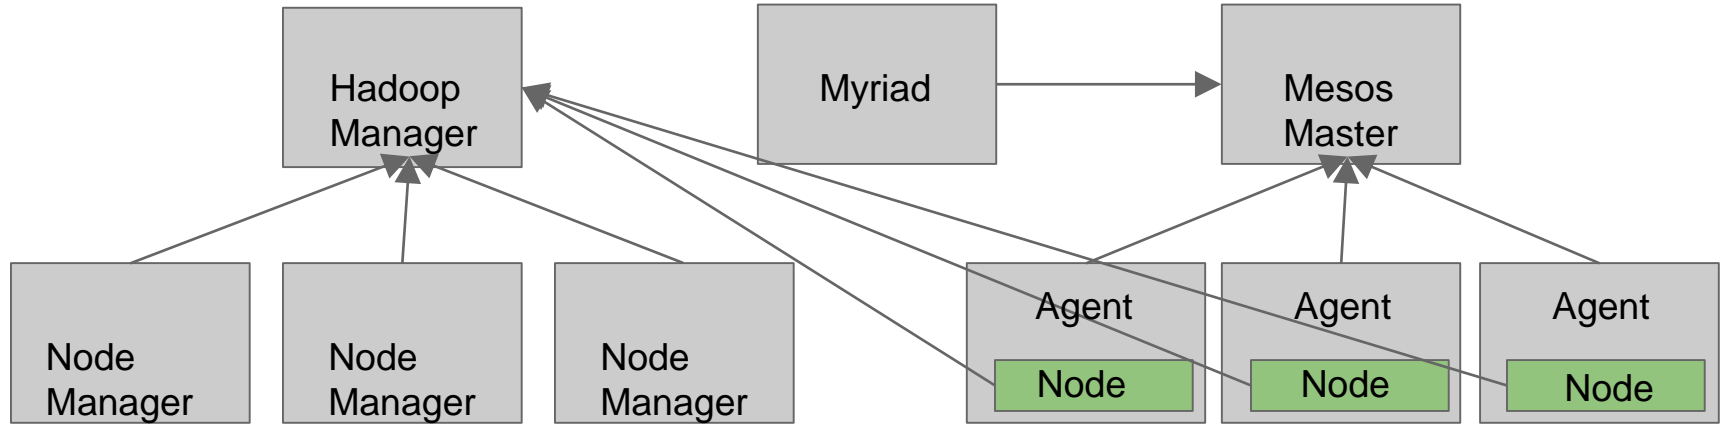 Hadoop
Manager
Myriad
Mesos
Master
Node
Manager
Node
Manager
Node
Manager
Agent
Node
Agent
Node
Agent
Node